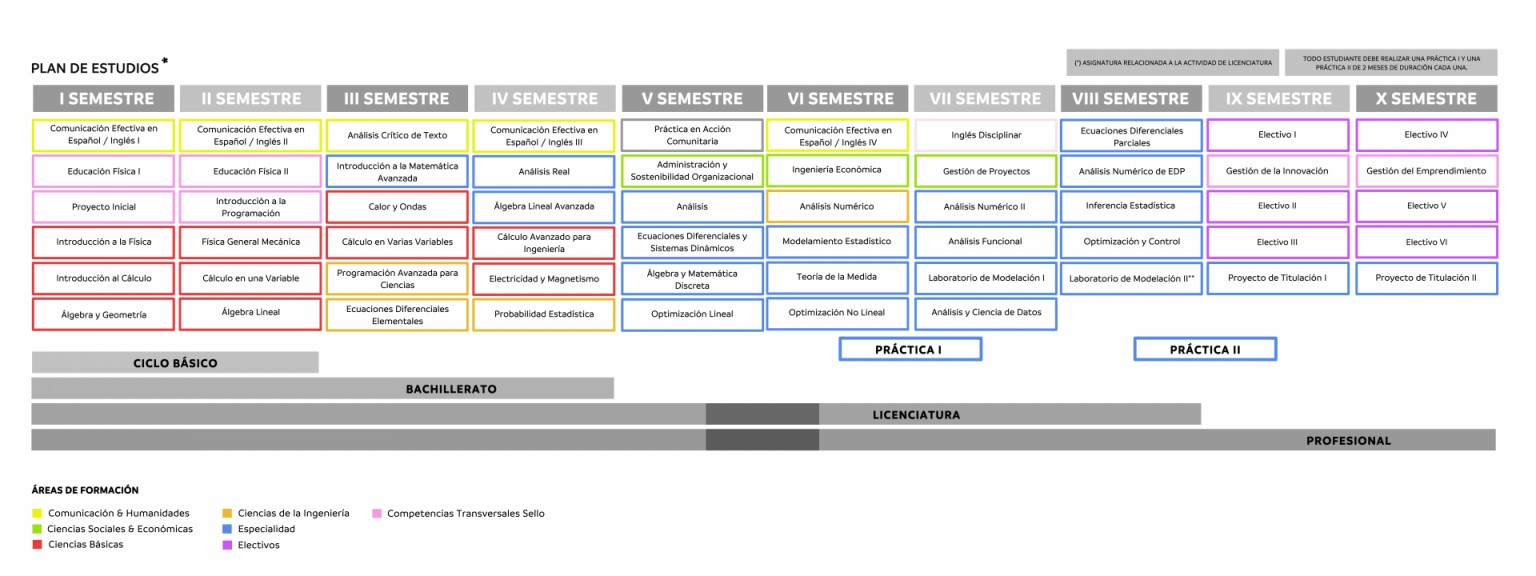 PLAN DE ESTUDIOS*
(*) ASIGNATURA RELACIONADA A LA ACTIVIDAD DE LICENCIATURA
TODO ESTUDIANTE DEBE REALIZAR UNA PRÁCTICA I Y UNA
PRÁCTICA II DE 2 MESES DE DURACIÓN CADA UNA.
I SEMESTRE
II SEMESTRE
III SEMESTRE
IV SEMESTRE
V SEMESTRE
VI SEMESTRE
VII SEMESTRE
VIII SEMESTRE
IX SEMESTRE
X SEMESTRE
Comunicación Efectiva en
Español / Inglés I
Comunicación Efectiva en
Español / Inglés II
Análisis Crítico de Texto
Comunicación Efectiva en
Español / Inglés III
Práctica en Acción
Comunitaria
Comunicación Efectiva en
Español / Inglés IV
Inglés Disciplinar
Ecuaciones Diferenciales
Parciales
Electivo I
Electivo IV
Educación Física I
Educación Física II
Introducción a la Matemática
Avanzada
Análisis Real
Administración y
Sostenibilidad Organizacional
Ingeniería Económica
Gestión de Proyectos
Análisis Numérico de EDP
Gestión de la Innovación
Gestión del Emprendimiento
Proyecto Inicial
Introducción a la
Programación
Calor y Ondas
Álgebra Lineal Avanzada
Análisis
Análisis Numérico
Análisis Numérico II
Inferencia Estadística
Electivo II
Electivo V
Introducción a la Física
Física General Mecánica
Cálculo en Varias Variables
Cálculo Avanzado para
Ingeniería
Ecuaciones Diferenciales y
Sistemas Dinámicos
Modelamiento Estadístico
Análisis Funcional
Optimización y Control
Electivo III
Electivo VI
Introducción al Cálculo
Cálculo en una Variable
Programación Avanzada para
Ciencias
Electricidad y Magnetismo
Álgebra y Matemática
Discreta
Teoría de la Medida
Laboratorio de Modelación I
Laboratorio de Modelación II**
Proyecto de Titulación I
Proyecto de Titulación II
Álgebra y Geometría
Álgebra Lineal
Ecuaciones Diferenciales
Elementales
Probabilidad Estadística
Optimización Lineal
Optimización No Lineal
Análisis y Ciencia de Datos
PRÁCTICA I
PRÁCTICA II
CICLO BÁSICO
BACHILLERATO
LICENCIATURA
PROFESIONAL
ÁREAS DE FORMACIÓN
Comunicación & Humanidades
Ciencias Sociales & Económicas
Ciencias Básicas
Ciencias de la Ingeniería
Especialidad
Electivos
Competencias Transversales Sello